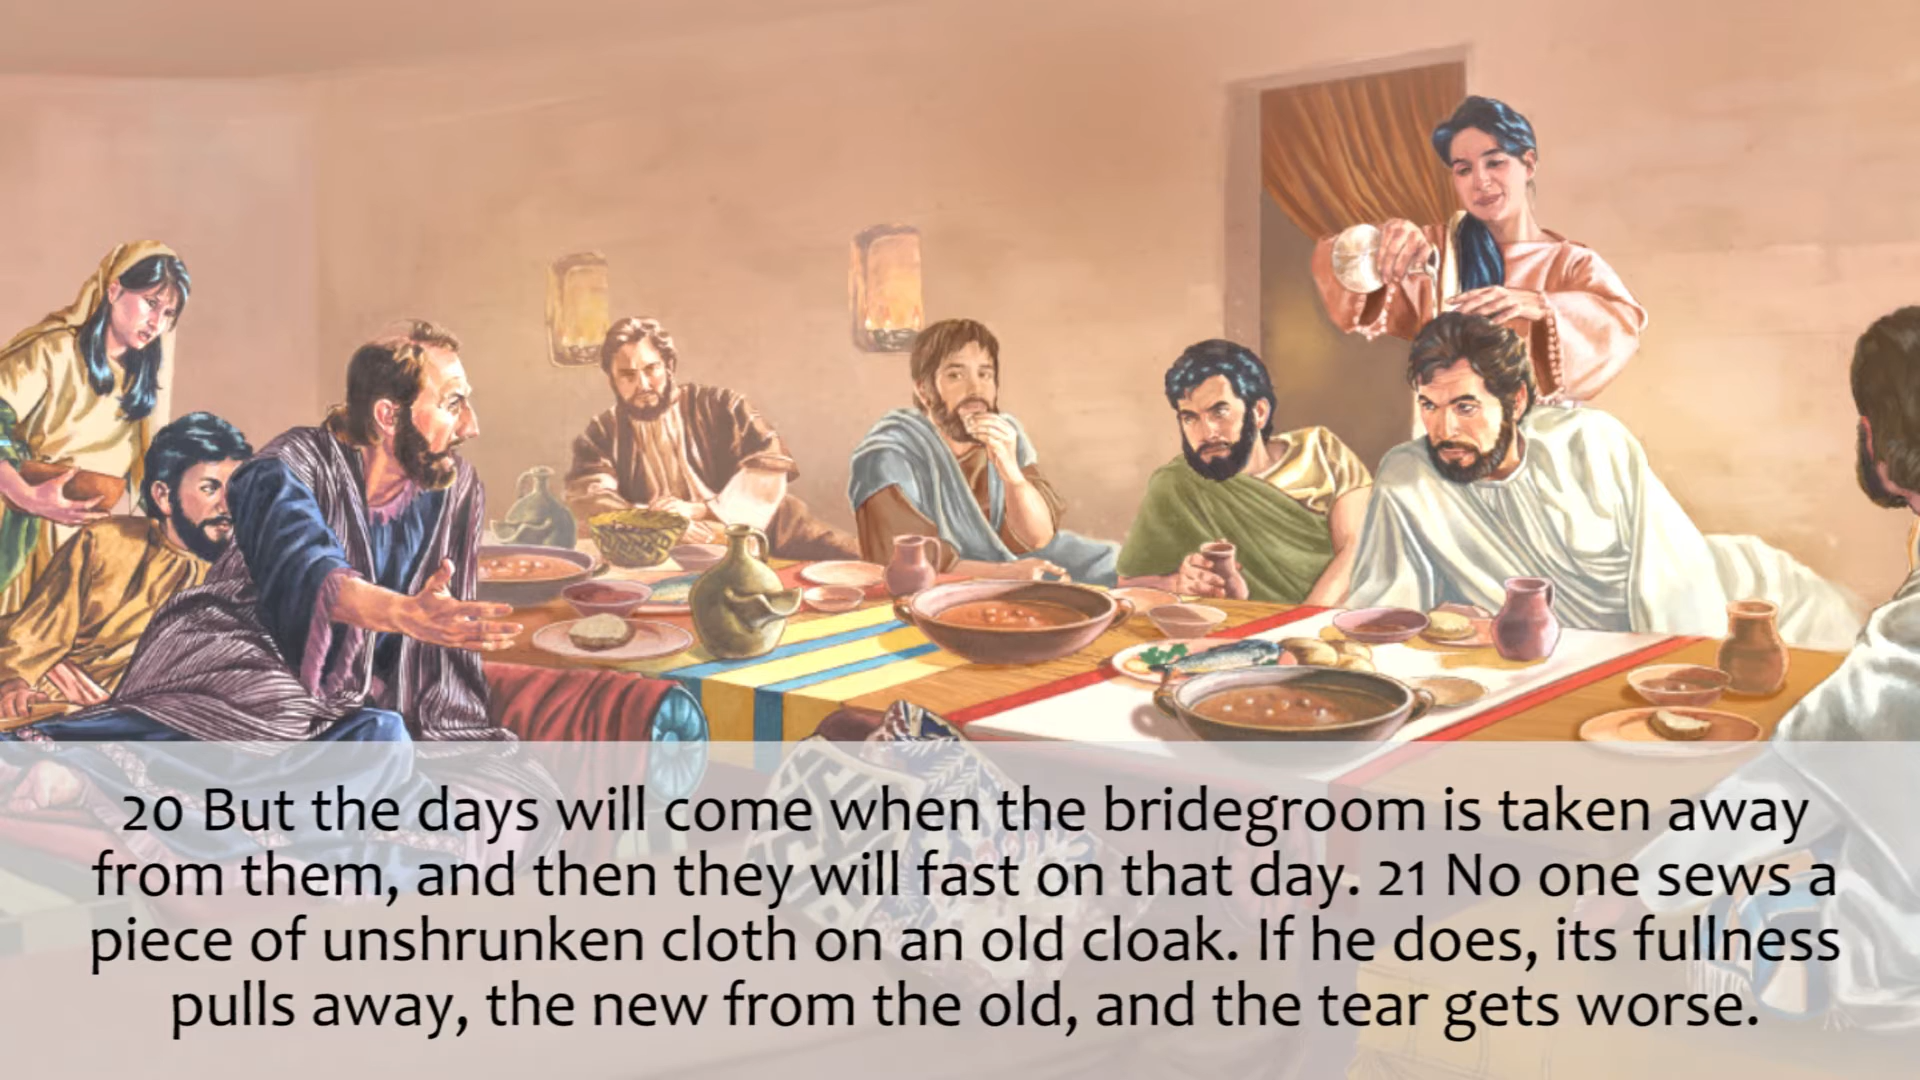 20 But the days will come when the bridegroom is taken away
from them, and then they will fast on that day. 21 No one sews a
piece of unshrunken cloth on an old cloak. If he does, its fullness
pulls away, the new from the old, and the tear gets worse.